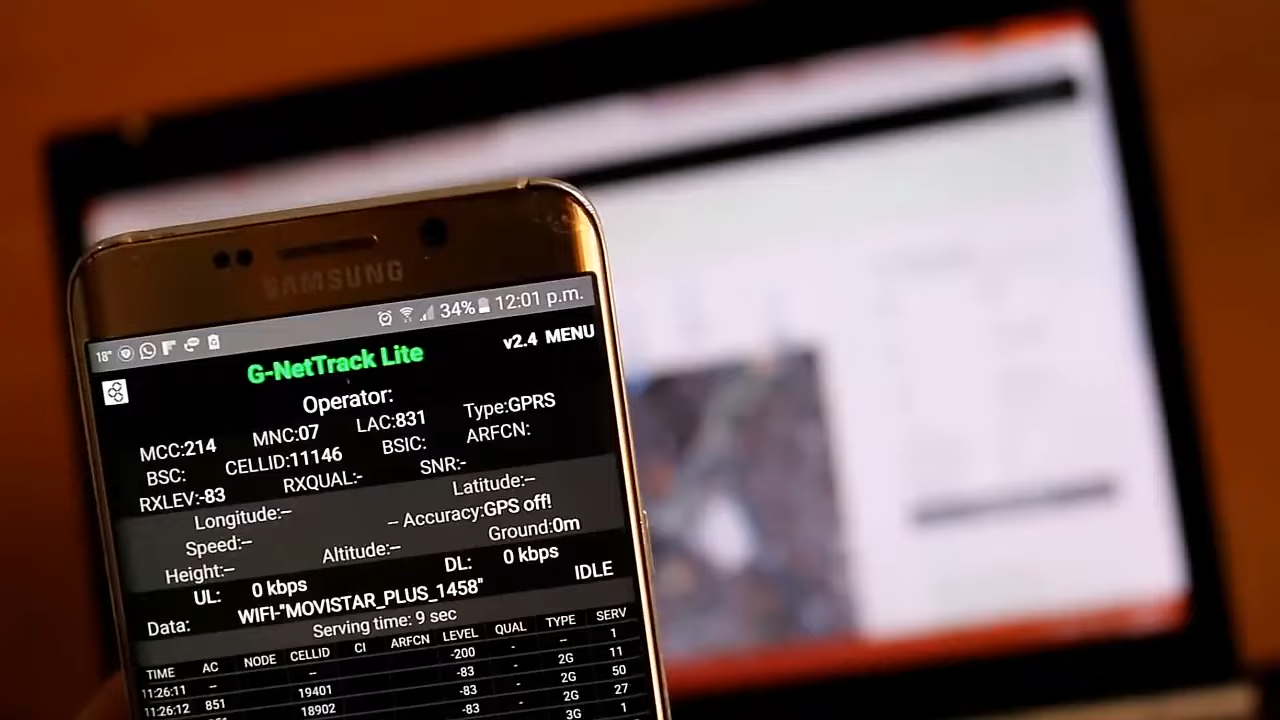 SAMSUNG
18° 34% 12:01 p.m.
G-NetTrack Lite v2.4 MENU
Operator:
MCC:214 MNC:07 LAC:831 Type:GPRS
BSC: CELLID:11146 BSIC: ARFCN:
RXLEV:-83 RXQUAL:- SNR:-
Longitude:-- Latitude:--
Speed:-- -- Accuracy:GPS off!
Height:-- Altitude:-- Ground:0m
UL: 0 kbps DL: 0 kbps
Data: WIFI-"MOVISTAR_PLUS_1458" IDLE
Serving time: 9 sec
TIME AC NODE CELLID CI ARFCN LEVEL QUAL TYPE SERV
11:26:11 -- -- -200 - -- 1
11:26:12 851 19401 -83 - 2G 11
18902 -83 - 2G 50
-83 - 2G 27
3G 1